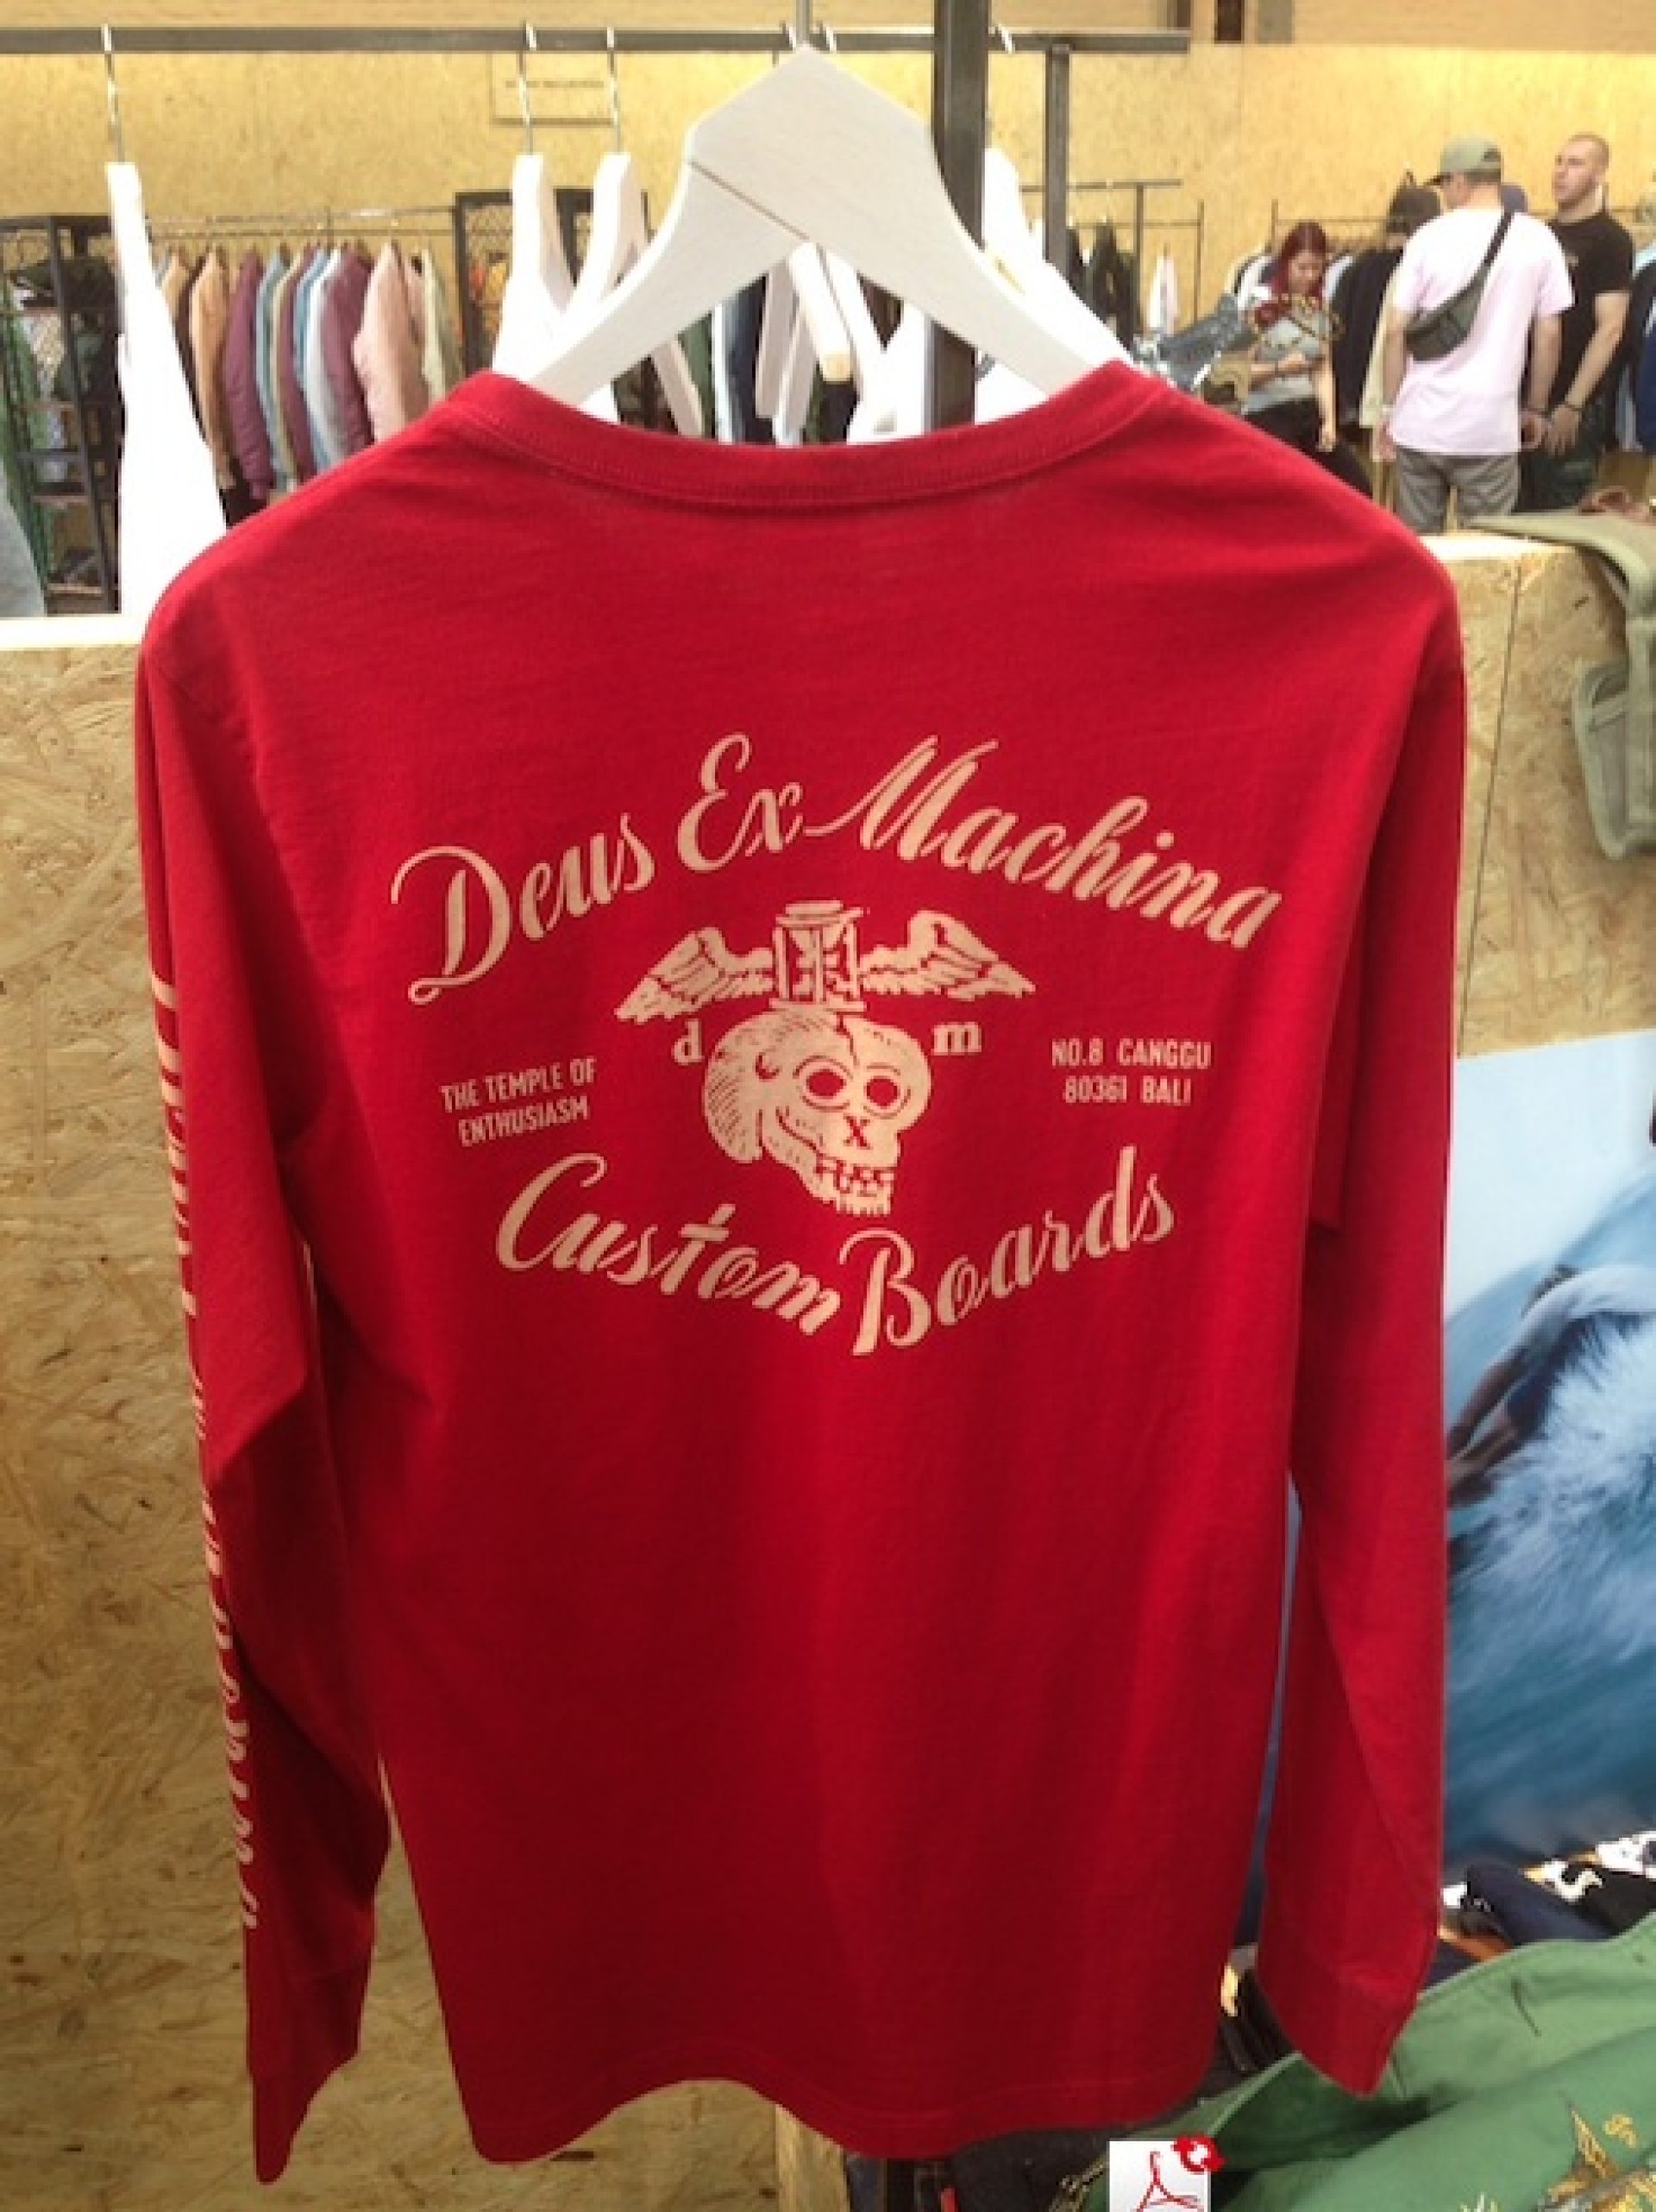 Deus Ex Machina
d m
THE TEMPLE OF
ENTHUSIASM
NO.8 CANGGU
80361 BALI
X
Custom Boards